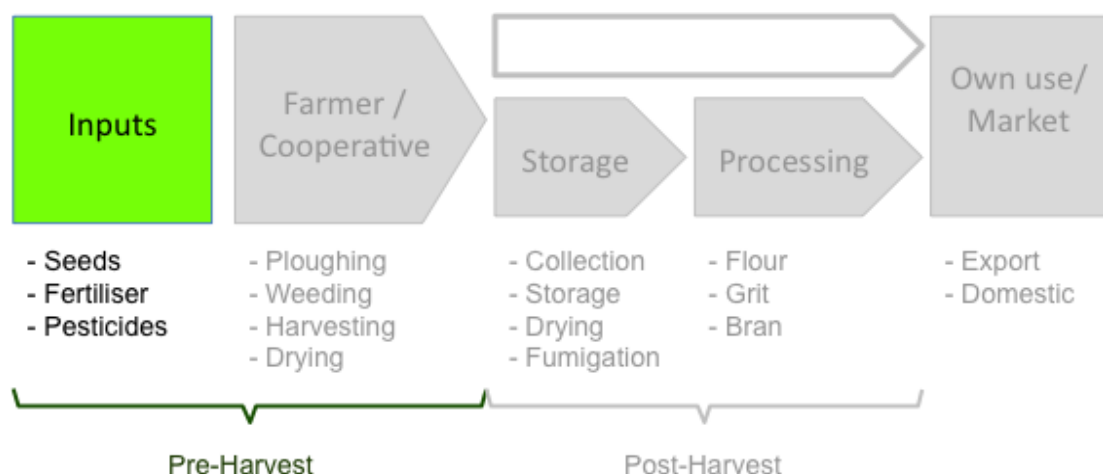 Inputs
Farmer /
Cooperative
Storage
Processing
Own use/
Market
- Seeds
- Fertiliser
- Pesticides
- Ploughing
- Weeding
- Harvesting
- Drying
- Collection
- Storage
- Drying
- Fumigation
- Flour
- Grit
- Bran
- Export
- Domestic
Pre-Harvest
Post-Harvest